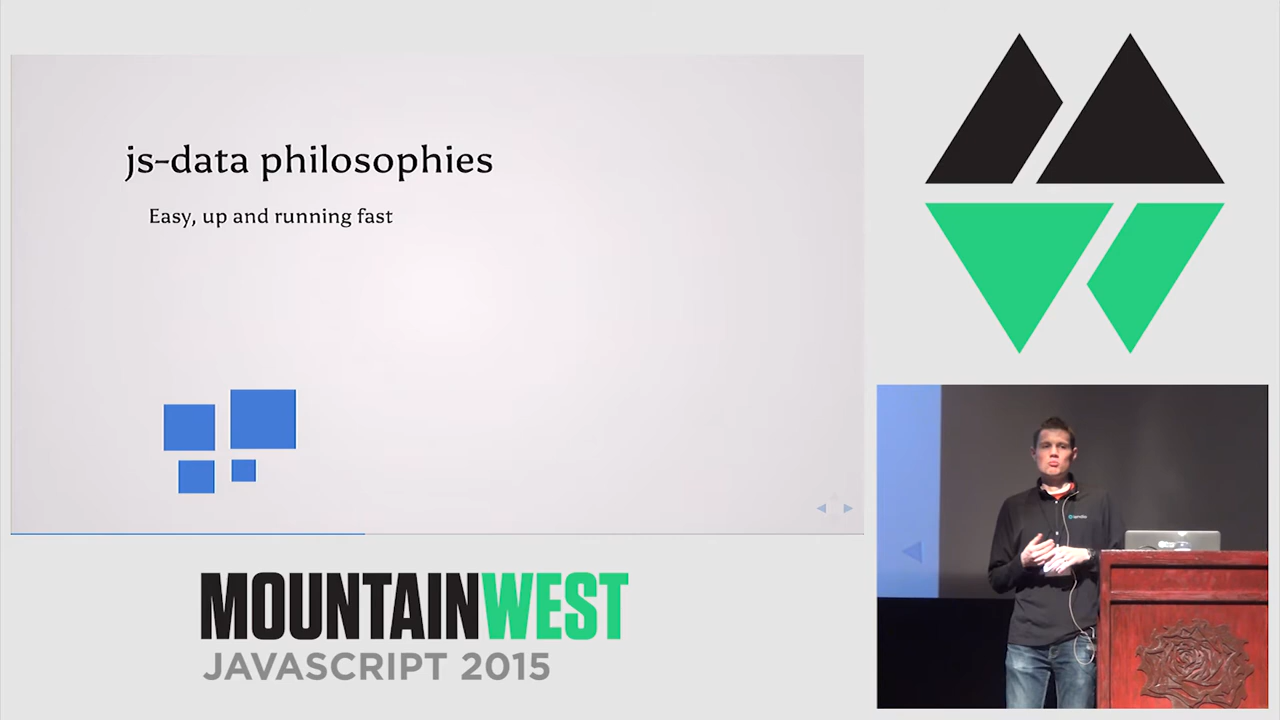 js-data philosophies
Easy, up and running fast
MOUNTAINWEST
JAVASCRIPT 2015